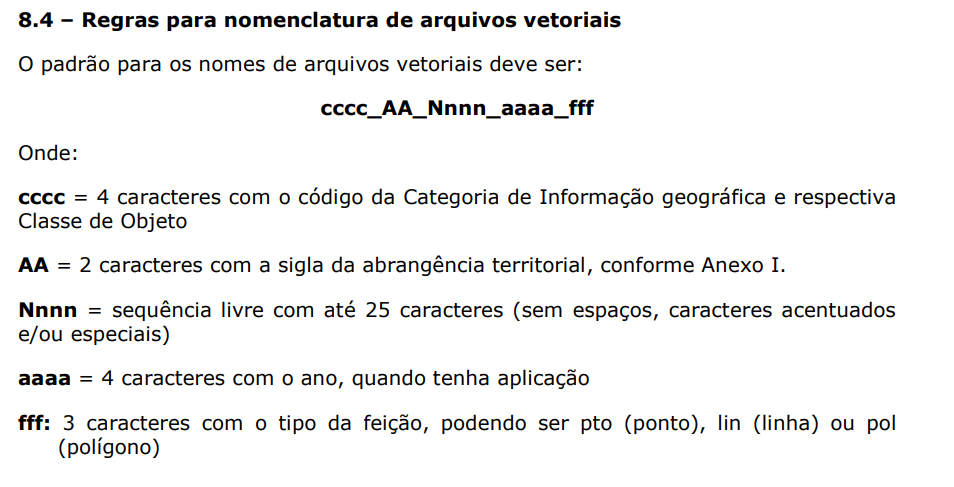 8.4 – Regras para nomenclatura de arquivos vetoriais
O padrão para os nomes de arquivos vetoriais deve ser:
cccc_AA_Nnnn_aaaa_fff
Onde:
cccc = 4 caracteres com o código da Categoria de Informação geográfica e respectiva
Classe de Objeto
AA = 2 caracteres com a sigla da abrangência territorial, conforme Anexo I.
Nnnn = sequência livre com até 25 caracteres (sem espaços, caracteres acentuados
e/ou especiais)
aaaa = 4 caracteres com o ano, quando tenha aplicação
fff: 3 caracteres com o tipo da feição, podendo ser pto (ponto), lin (linha) ou pol
(polígono)